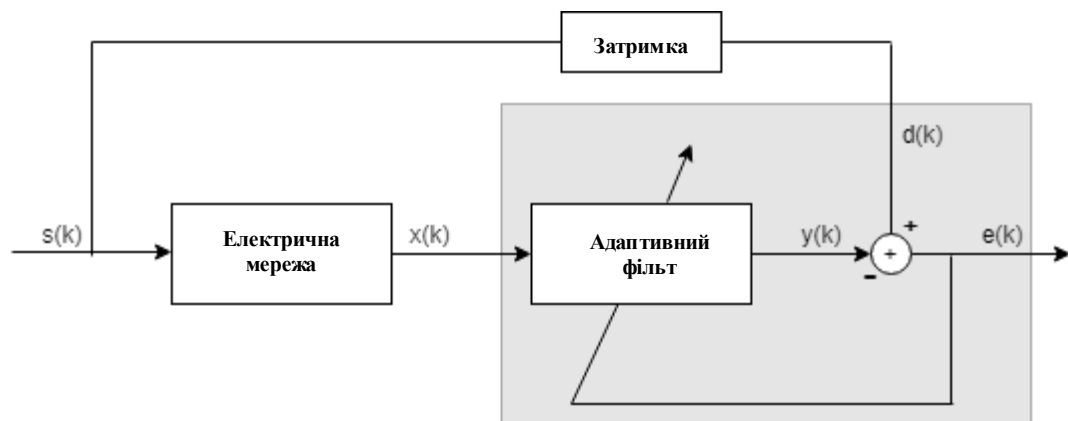 Затримка
d(k)
s(k)
Електрична
мережа
x(k)
Адаптивний
фільт
y(k)
+
+
-
e(k)